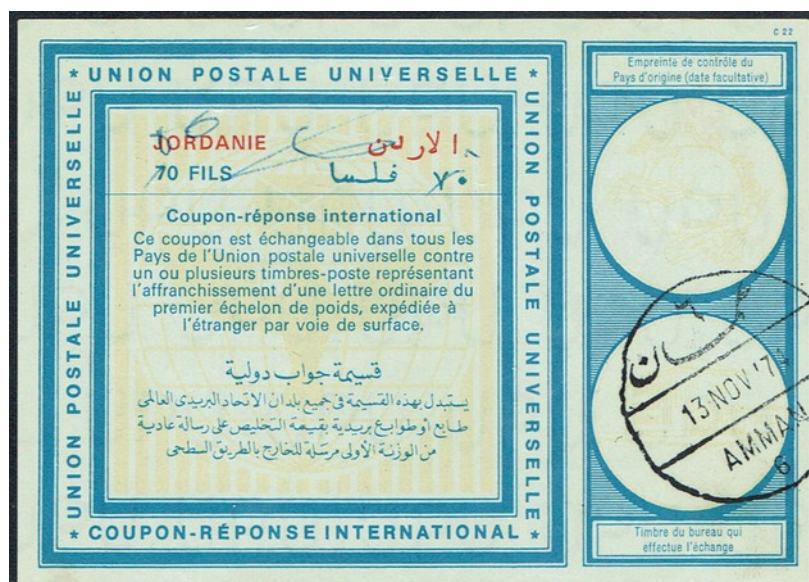 C 22
* UNION POSTALE UNIVERSELLE *
UNION POSTALE UNIVERSELLE
UNION POSTALE UNIVERSELLE
JORDANIE الاردن
70 FILS ٧٠ فلسا
Coupon-réponse international
Ce coupon est échangeable dans tous les
Pays de l'Union postale universelle contre
un ou plusieurs timbres-poste représentant
l'affranchissement d'une lettre ordinaire du
premier échelon de poids, expédiée à
l'étranger par voie de surface.
قسيمة جواب دولية
يستبدل بهذه القسيمة في جميع بلدان الاتحاد البريدي العالمي
طابع او طوابع بريدية بقيمة التخليص على رسالة عادية
من الوزنة الأولى مرسلة للخارج بالطريق السطحي
* COUPON-RÉPONSE INTERNATIONAL *
Empreinte de contrôle du
Pays d'origine (date facultative)
عمان
٦
13 NOV '7
AMMAN
6
Timbre du bureau qui
effectue l'échange